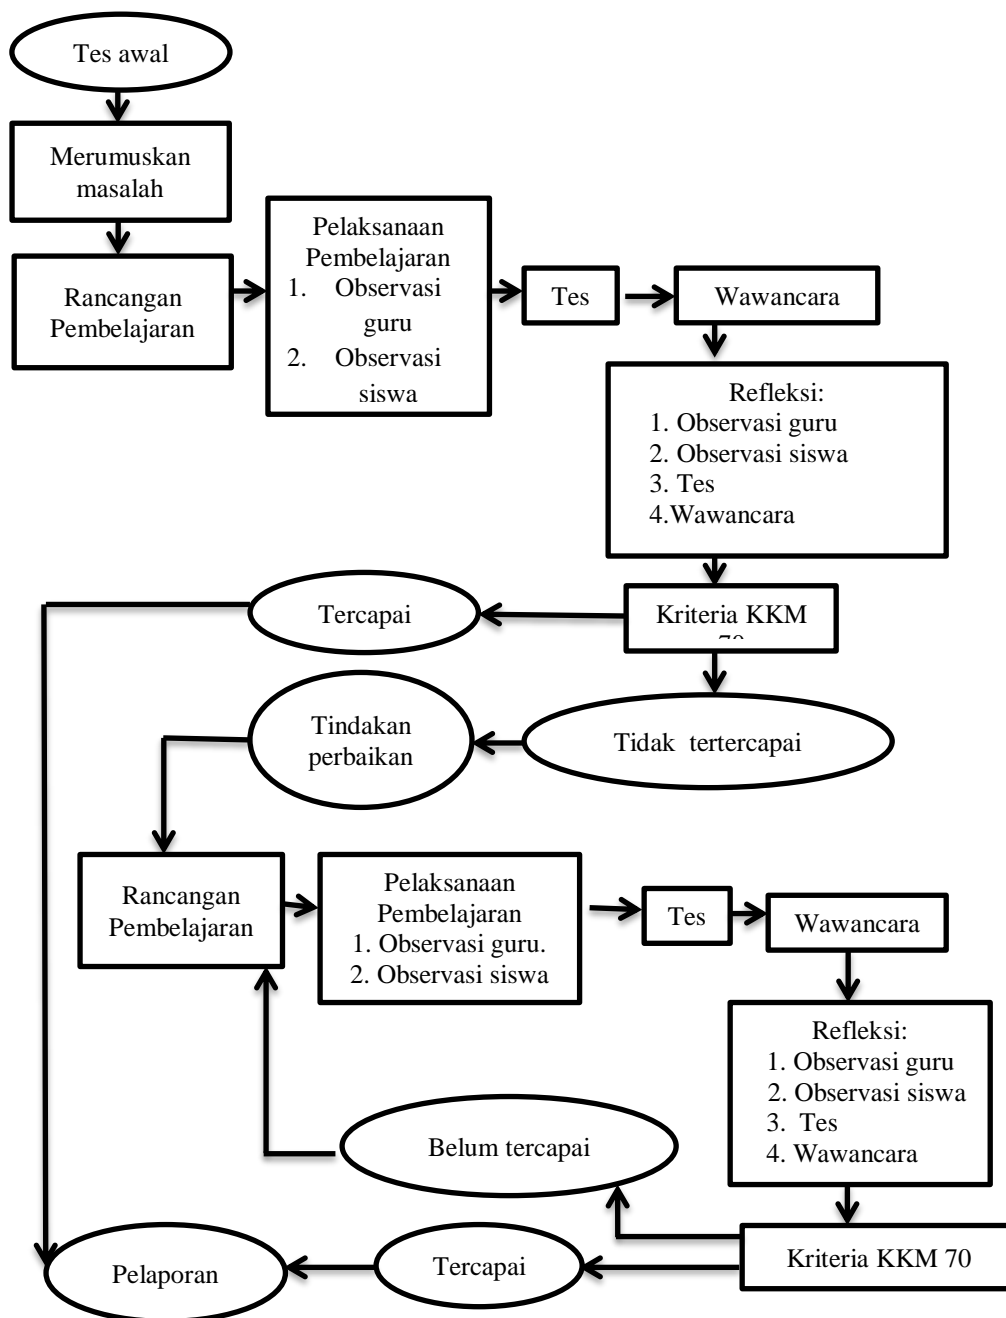 Tes awal
Merumuskan
masalah
Rancangan
Pembelajaran
Pelaksanaan
Pembelajaran
1. Observasi
guru
2. Observasi
siswa
Tes
Wawancara
Refleksi:
1. Observasi guru
2. Observasi siswa
3. Tes
4.Wawancara
Kriteria KKM
Tercapai
Tidak tertercapai
Tindakan
perbaikan
Rancangan
Pembelajaran
Pelaksanaan
Pembelajaran
1. Observasi guru.
2. Observasi siswa
Tes
Wawancara
Refleksi:
1. Observasi guru
2. Observasi siswa
3. Tes
4. Wawancara
Kriteria KKM 70
Belum tercapai
Tercapai
Pelaporan